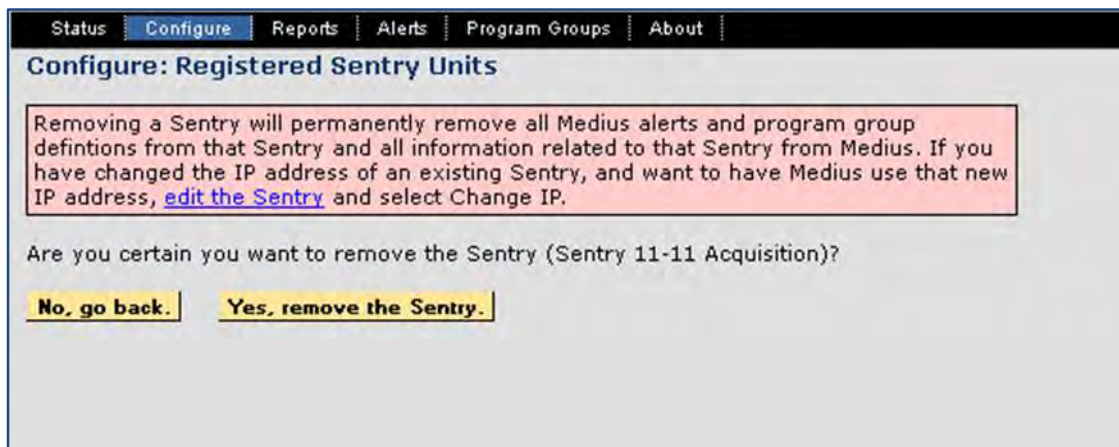 Status Configure Reports Alerts Program Groups About
Configure: Registered Sentry Units
Removing a Sentry will permanently remove all Medius alerts and program group
defintions from that Sentry and all information related to that Sentry from Medius. If you
have changed the IP address of an existing Sentry, and want to have Medius use that new
IP address, edit the Sentry and select Change IP.
Are you certain you want to remove the Sentry (Sentry 11-11 Acquisition)?
No, go back. Yes, remove the Sentry.